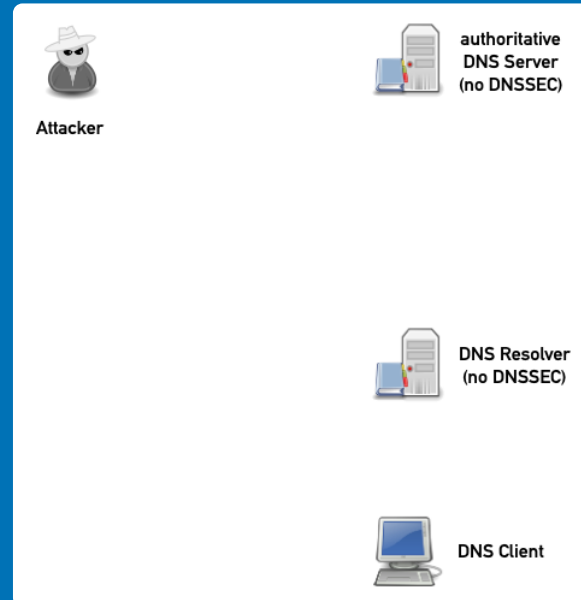 authoritative
DNS Server
(no DNSSEC)
Attacker
DNS Resolver
(no DNSSEC)
DNS Client